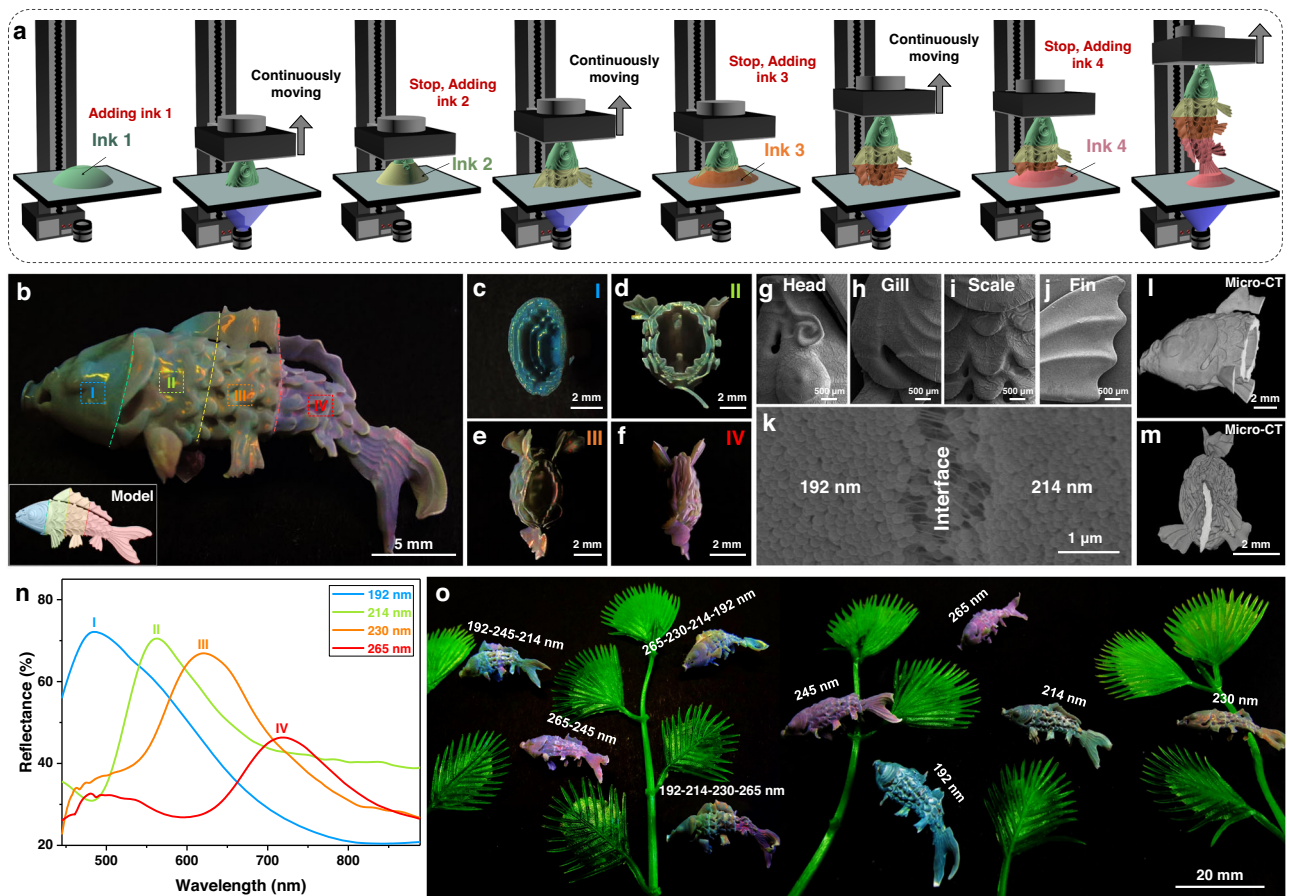 a
Adding ink 1
Ink 1
Continuously
moving
Stop, Adding
ink 2
Ink 2
Continuously
moving
Stop, Adding
ink 3
Ink 3
Continuously
moving
Stop, Adding
ink 4
Ink 4
b
I
II
III
IV
Model
5 mm
c
I
2 mm
d
II
2 mm
e
III
2 mm
f
IV
2 mm
g
Head
500 µm
h
Gill
500 µm
i
Scale
500 µm
j
Fin
500 µm
k
192 nm
Interface
214 nm
1 µm
l
Micro-CT
2 mm
m
Micro-CT
2 mm
n
80
60
40
20
Reflectance (%)
I
II
III
IV
192 nm
214 nm
230 nm
265 nm
500
600
700
800
Wavelength (nm)
o
192-245-214 nm
265-230-214-192 nm
265-245 nm
192-214-230-265 nm
265 nm
245 nm
192 nm
214 nm
230 nm
20 mm